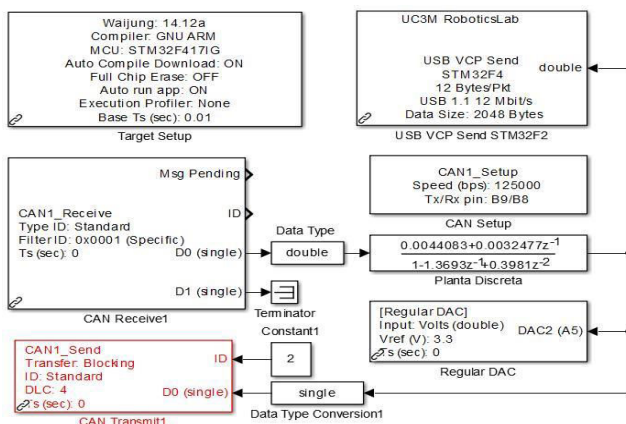 Waijung: 14.12a
Compiler: GNU ARM
MCU: STM32F417IG
Auto Compile Download: ON
Full Chip Erase: OFF
Auto run app: ON
Execution Profiler: None
Base Ts (sec): 0.01
Target Setup
UC3M RoboticsLab
USB VCP Send
STM32F4
12 Bytes/Pkt
USB 1.1 12 Mbit/s
Data Size: 2048 Bytes
double
USB VCP Send STM32F2
Msg Pending
CAN1_Receive
Type ID: Standard
Filter ID: 0x0001 (Specific)
Ts (sec): 0
ID
D0 (single)
D1 (single)
CAN Receive1
CAN1_Setup
Speed (bps): 125000
Tx/Rx pin: B9/B8
CAN Setup
Data Type
double
0.0044083+0.0032477z⁻¹
1-1.3693z⁻¹+0.3981z⁻²
Planta Discreta
Terminator
[Regular DAC]
Input: Volts (double)
Vref (V): 3.3
Ts (sec): 0
DAC2 (A5)
Regular DAC
Constant1
2
CAN1_Send
Transfer: Blocking
ID: Standard
DLC: 4
Ts (sec): 0
ID
D0 (single)
CAN Transmit1
single
Data Type Conversion1